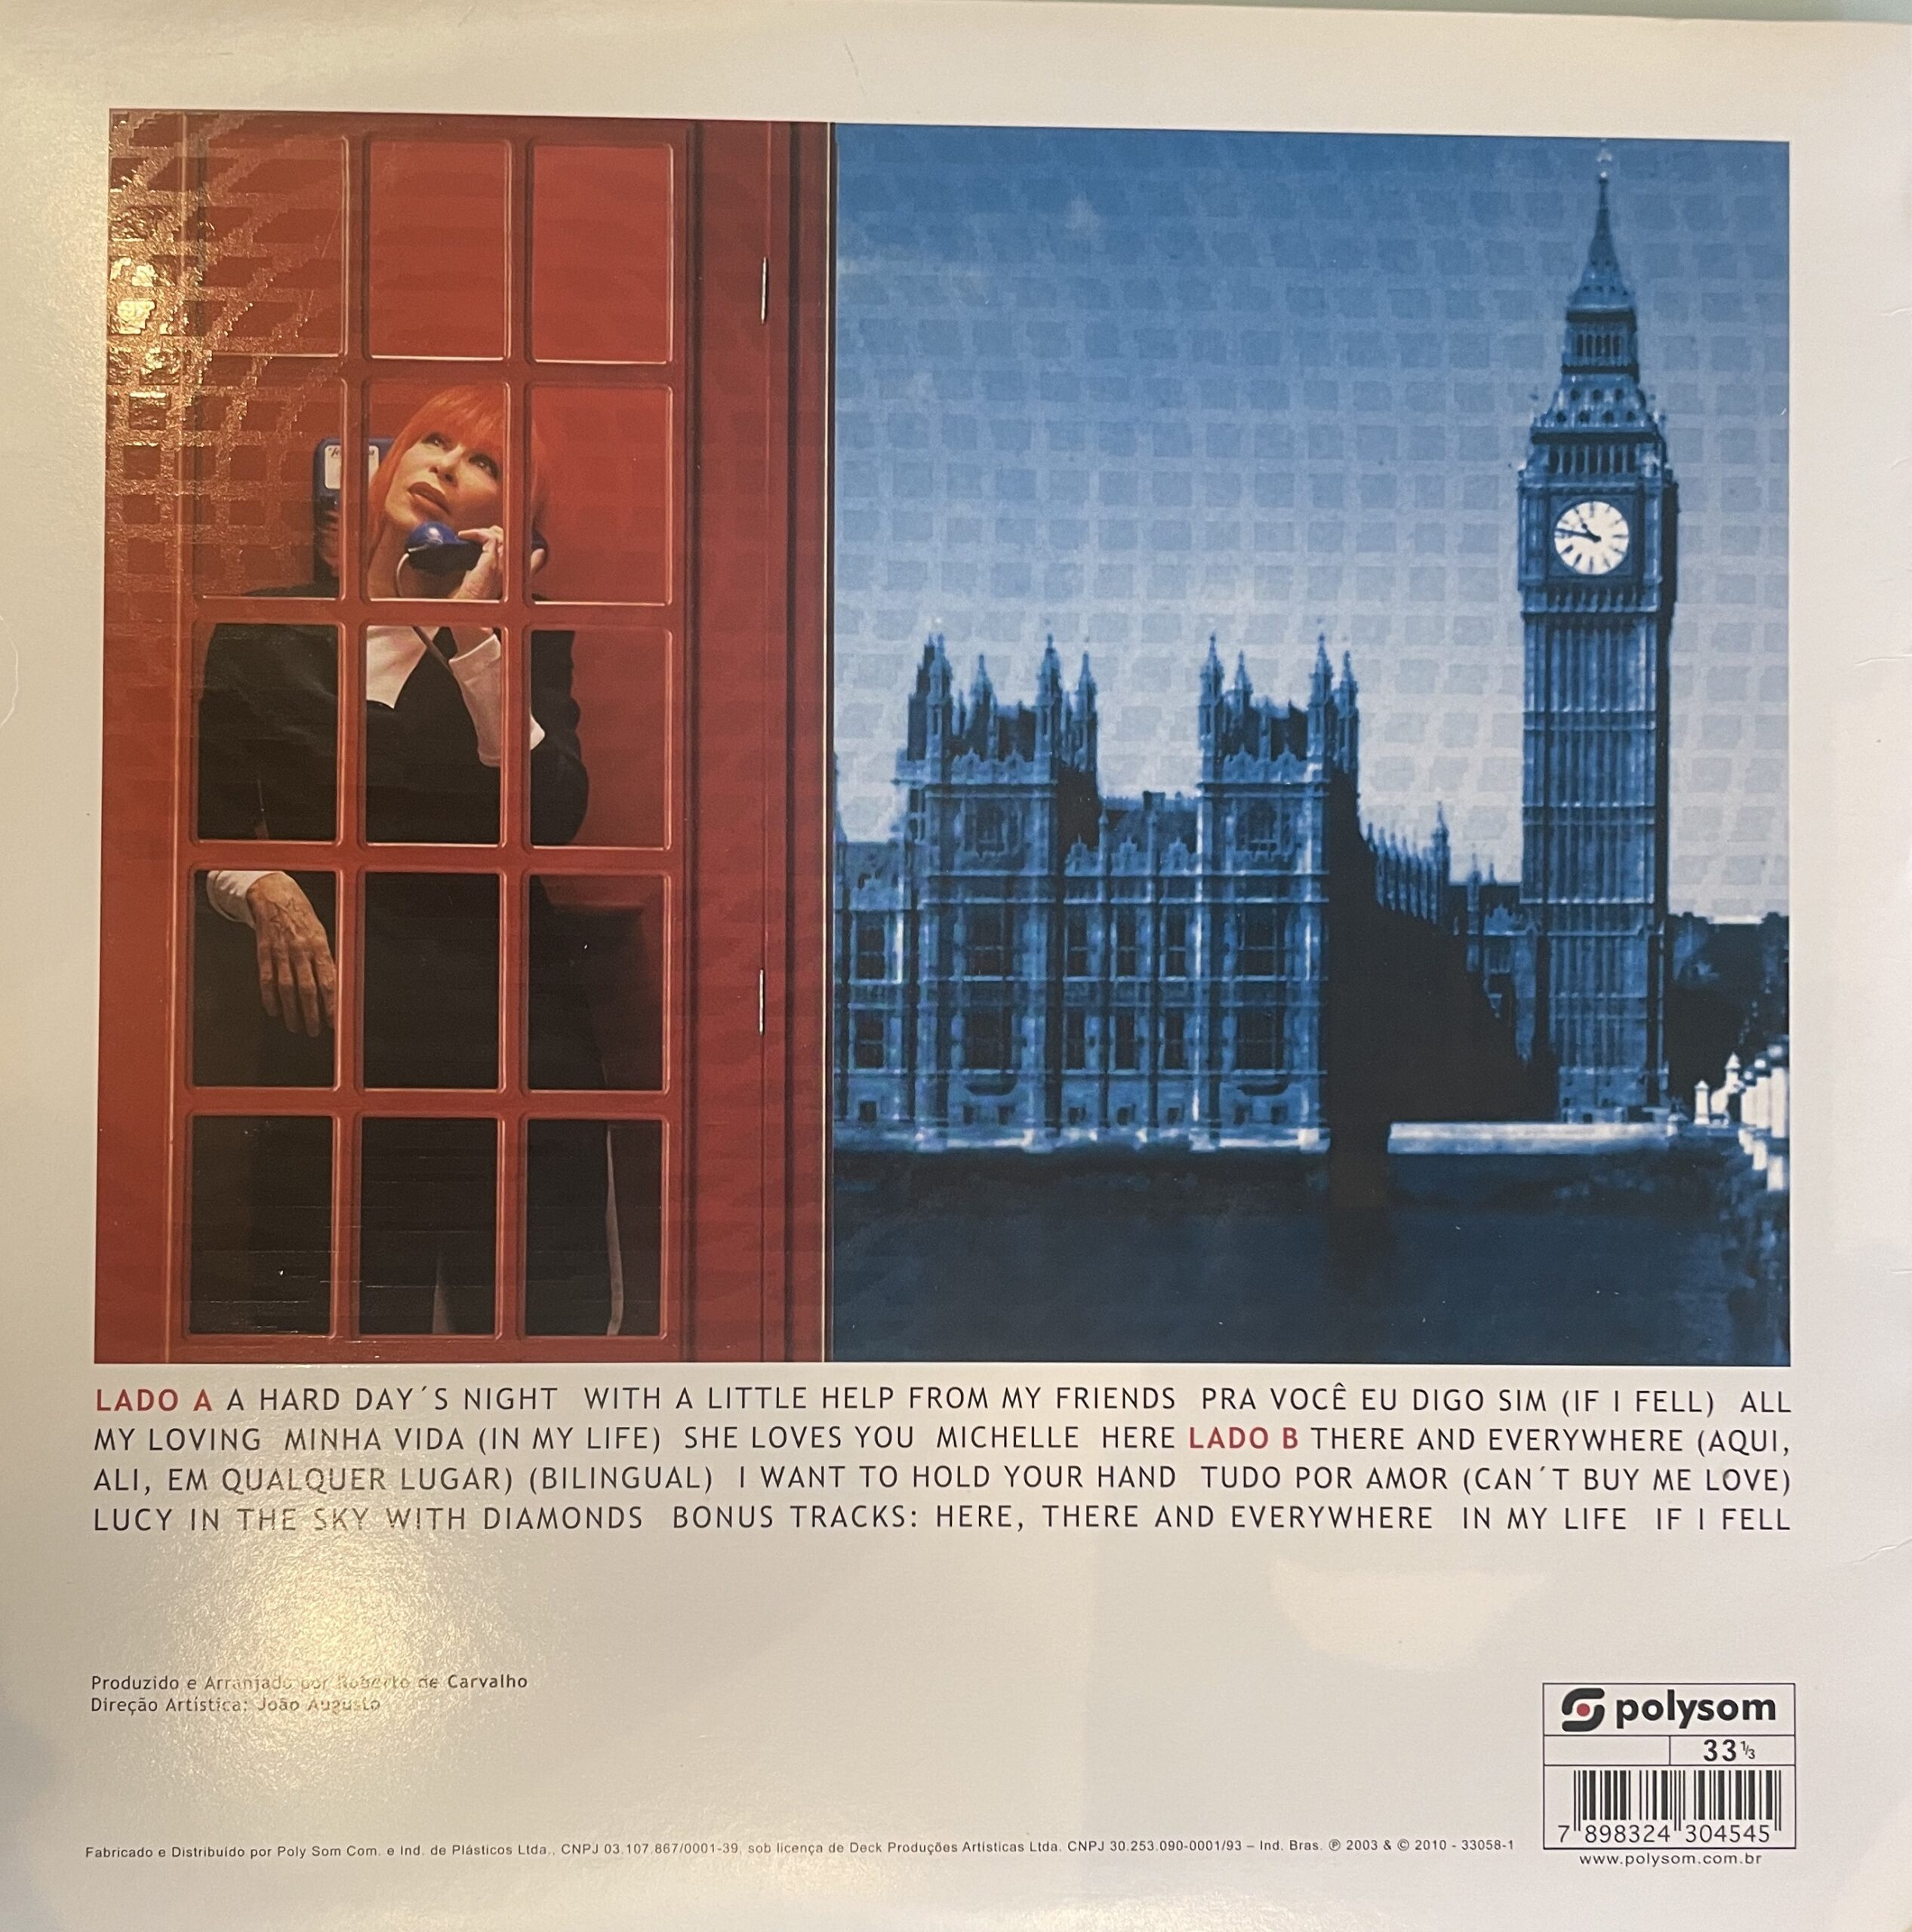 LADO A A HARD DAY´S NIGHT WITH A LITTLE HELP FROM MY FRIENDS PRA VOCÊ EU DIGO SIM (IF I FELL) ALL
MY LOVING MINHA VIDA (IN MY LIFE) SHE LOVES YOU MICHELLE HERE LADO B THERE AND EVERYWHERE (AQUI,
ALI, EM QUALQUER LUGAR) (BILINGUAL) I WANT TO HOLD YOUR HAND TUDO POR AMOR (CAN´T BUY ME LOVE)
LUCY IN THE SKY WITH DIAMONDS BONUS TRACKS: HERE, THERE AND EVERYWHERE IN MY LIFE IF I FELL
Produzido e Arranjado por Roberto de Carvalho
Direção Artística: João Augusto
polysom
33 1/3
7 898324 304545
www.polysom.com.br
Fabricado e Distribuído por Poly Som Com. e Ind. de Plásticos Ltda., CNPJ 03.107.867/0001-39, sob licença de Deck Produções Artísticas Ltda. CNPJ 30.253.090-0001/93 – Ind. Bras. ℗ 2003 & © 2010 - 33058-1